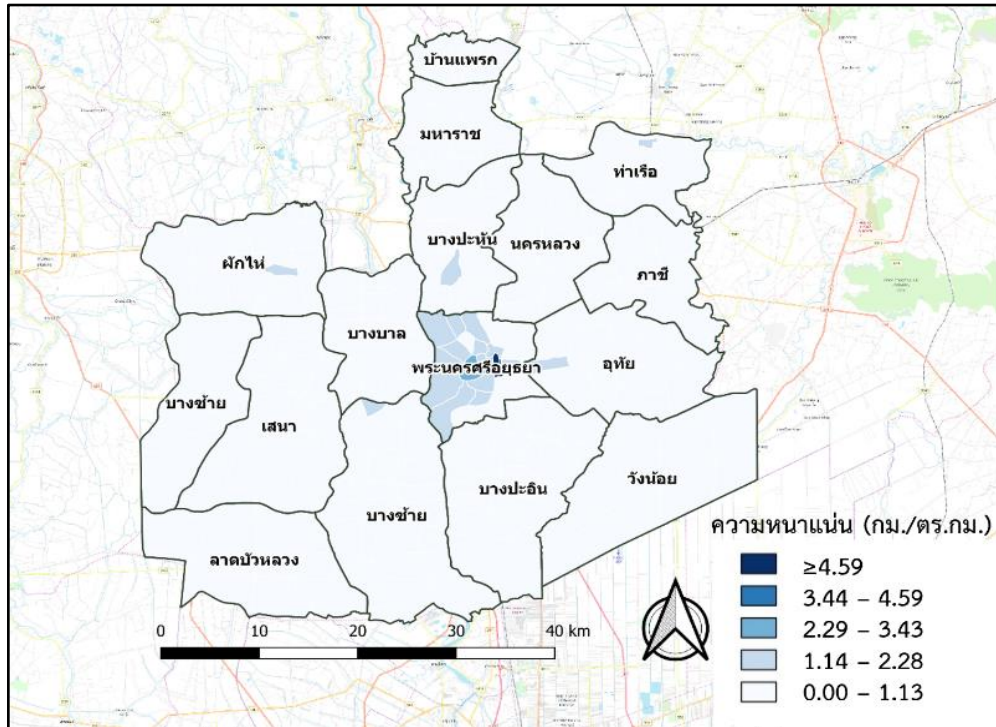 บ้านแพรก
มหาราช
ท่าเรือ
บางปะหัน
นครหลวง
ผักไห่
ภาชี
บางบาล
พระนครศรีอยุธยา
อุทัย
บางซ้าย
เสนา
วังน้อย
บางปะอิน
บางซ้าย
ลาดบัวหลวง
ความหนาแน่น (กม./ตร.กม.)
≥4.59
3.44 – 4.59
2.29 – 3.43
1.14 – 2.28
0.00 – 1.13
0 10 20 30 40 km